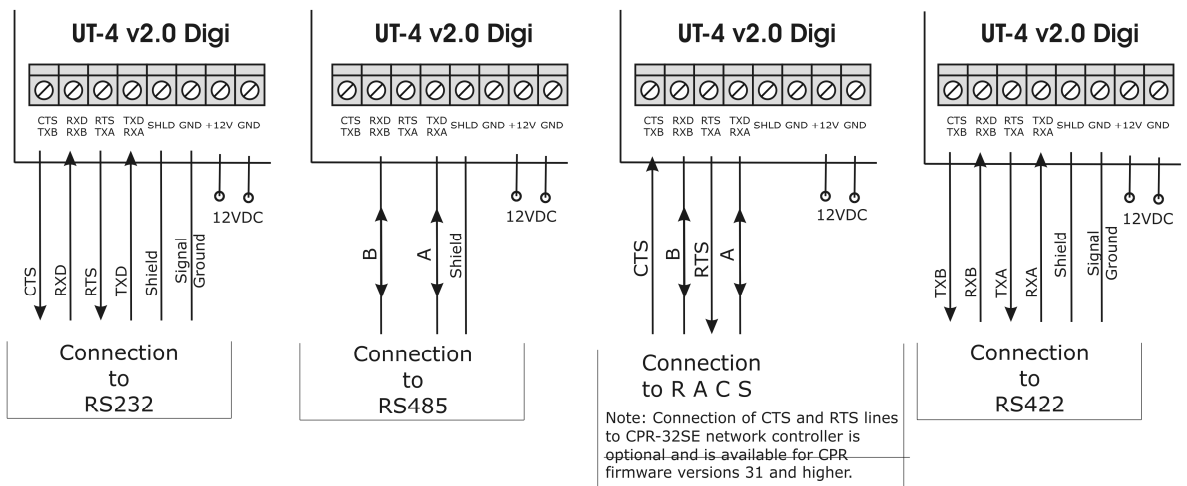 UT-4 v2.0 Digi
CTS RXD RTS TXD SHLD GND +12V GND
TXB RXB TXA RXA
12VDC
CTS
RXD
RTS
TXD
Shield
Signal
Ground
Connection
to
RS232
UT-4 v2.0 Digi
CTS RXD RTS TXD SHLD GND +12V GND
TXB RXB TXA RXA
12VDC
B
A
Shield
Connection
to
RS485
UT-4 v2.0 Digi
CTS RXD RTS TXD SHLD GND +12V GND
TXB RXB TXA RXA
12VDC
CTS
B
RTS
A
Connection
to R A C S
Note: Connection of CTS and RTS lines
to CPR-32SE network controller is
optional and is available for CPR
firmware versions 31 and higher.
UT-4 v2.0 Digi
CTS RXD RTS TXD SHLD GND +12V GND
TXB RXB TXA RXA
12VDC
TXB
RXB
TXA
RXA
Shield
Signal
Ground
Connection
to
RS422